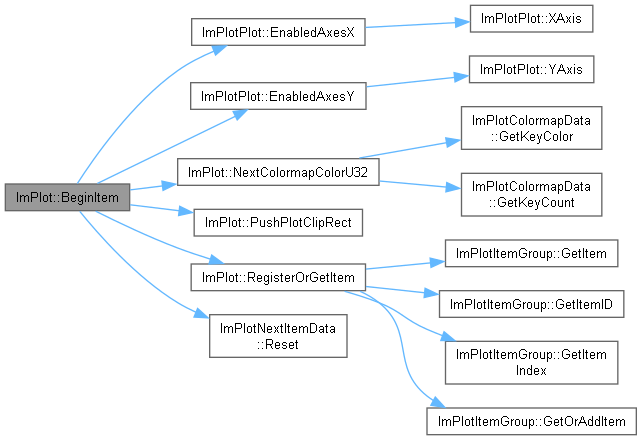 ImPlot::BeginItem
ImPlotPlot::EnabledAxesX
ImPlotPlot::XAxis
ImPlotPlot::EnabledAxesY
ImPlotPlot::YAxis
ImPlot::NextColormapColorU32
ImPlotColormapData
::GetKeyColor
ImPlotColormapData
::GetKeyCount
ImPlot::PushPlotClipRect
ImPlot::RegisterOrGetItem
ImPlotItemGroup::GetItem
ImPlotItemGroup::GetItemID
ImPlotItemGroup::GetItem
Index
ImPlotItemGroup::GetOrAddItem
ImPlotNextItemData
::Reset